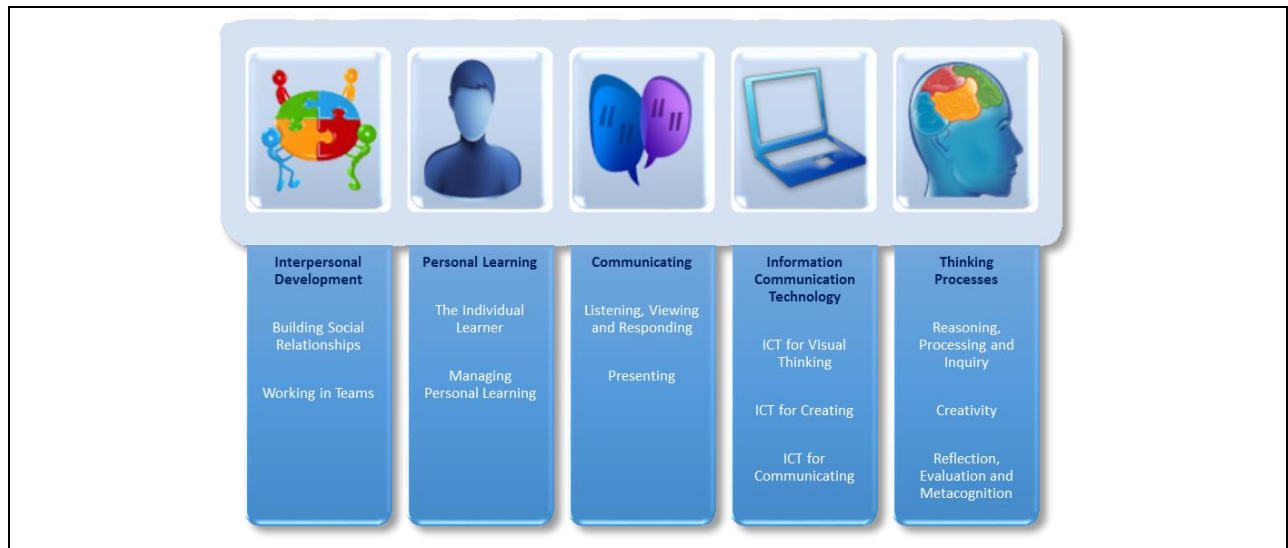 Interpersonal
Development
Building Social
Relationships
Working in Teams
Personal Learning
The Individual
Learner
Managing
Personal Learning
Communicating
Listening, Viewing
and Responding
Presenting
Information
Communication
Technology
ICT for Visual
Thinking
ICT for Creating
ICT for
Communicating
Thinking
Processes
Reasoning,
Processing and
Inquiry
Creativity
Reflection,
Evaluation and
Metacognition